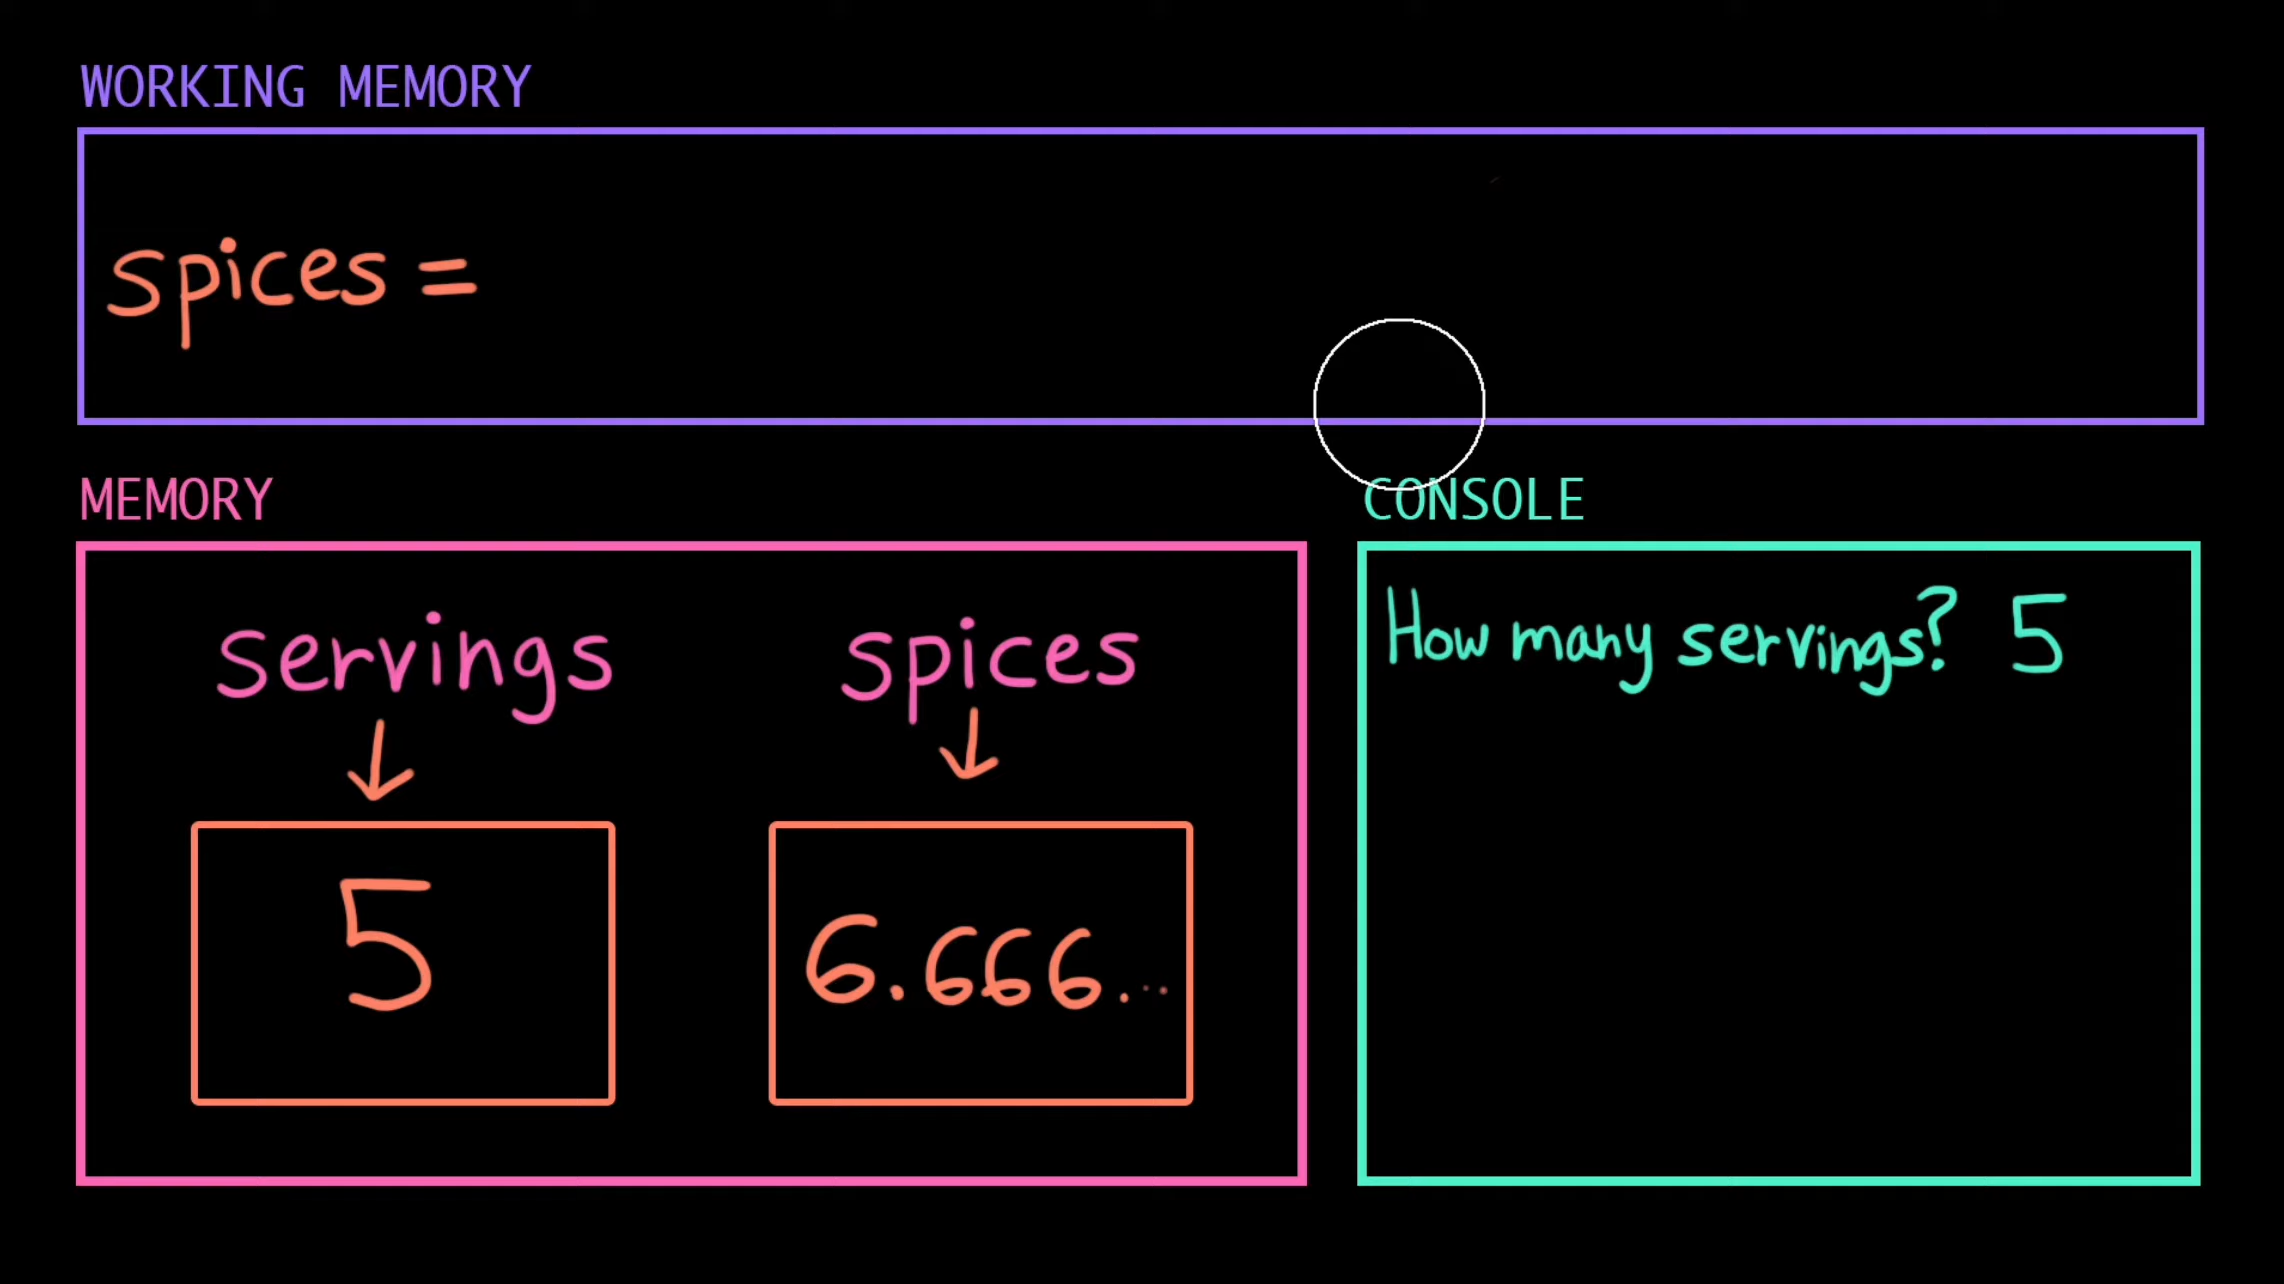 WORKING MEMORY
spices =
MEMORY
servings spices
5 6.666...
CONSOLE
How many servings? 5